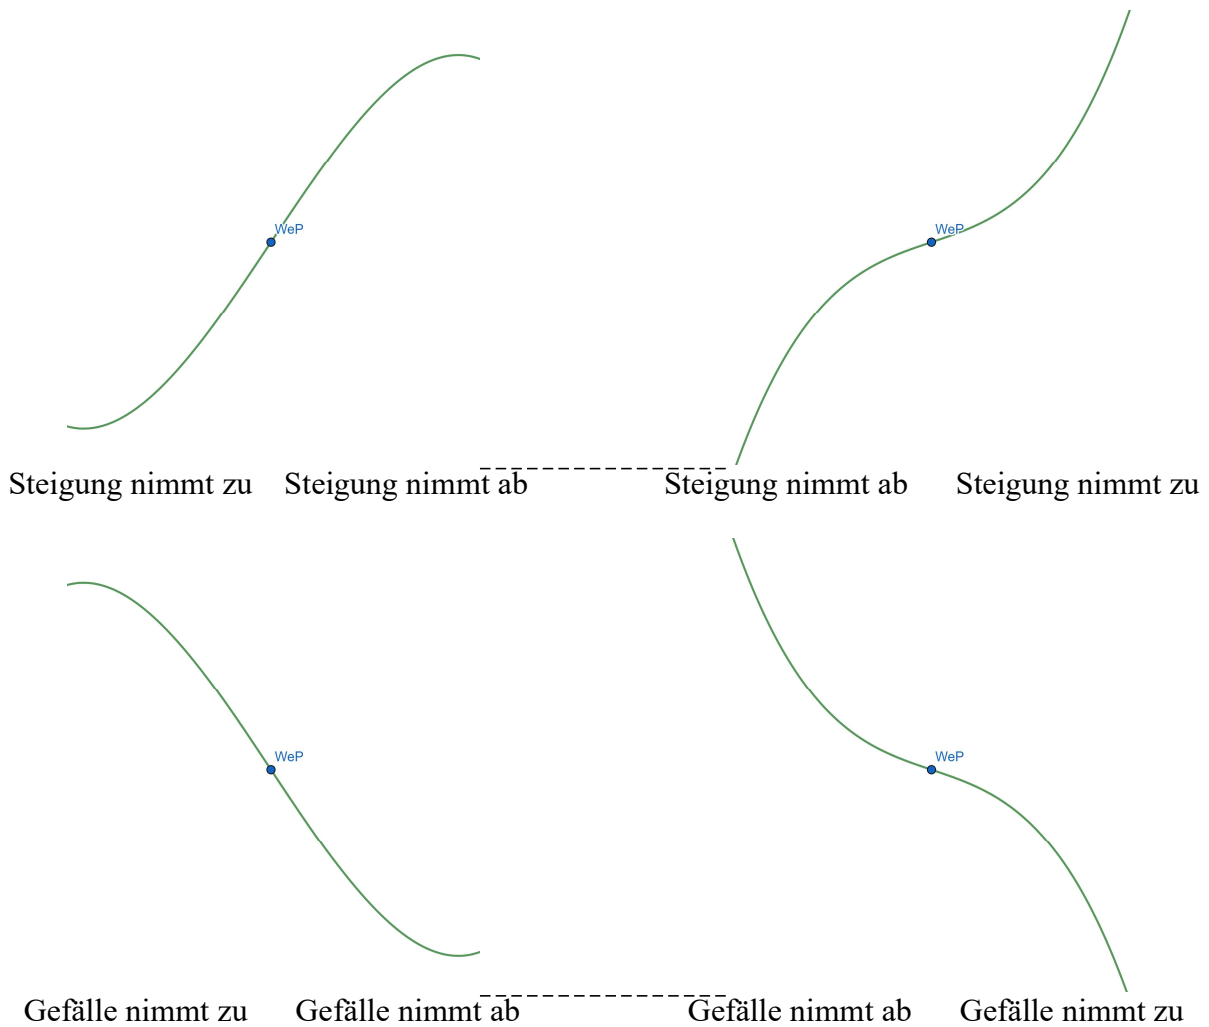 WeP
WeP
Steigung nimmt zu Steigung nimmt ab Steigung nimmt ab Steigung nimmt zu
WeP
WeP
Gefälle nimmt zu Gefälle nimmt ab Gefälle nimmt ab Gefälle nimmt zu